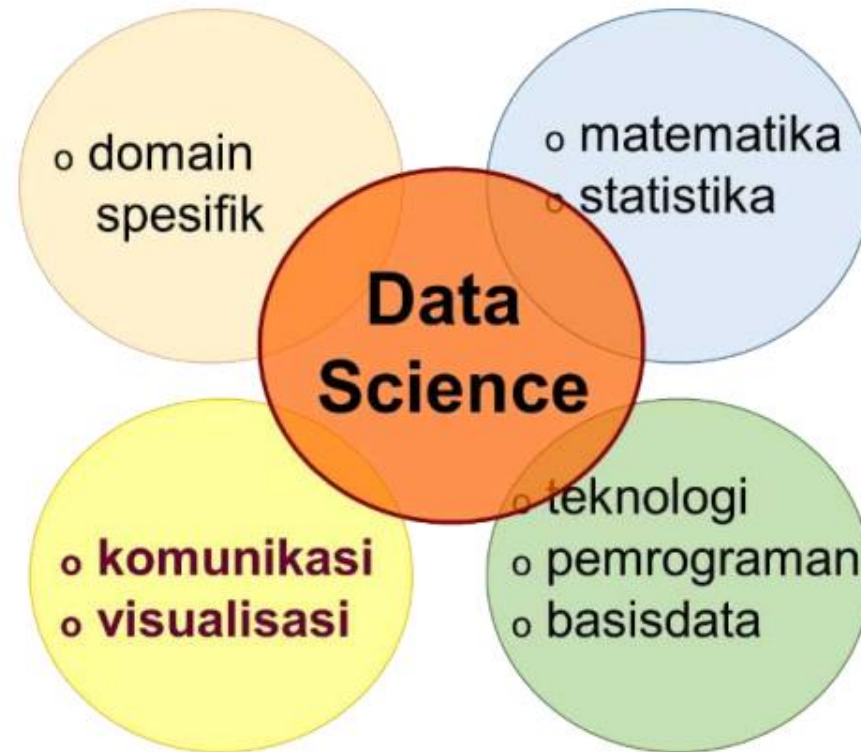 o domain
spesifik
o matematika
o statistika
Data
Science
o komunikasi
o visualisasi
o teknologi
o pemrograman
o basisdata